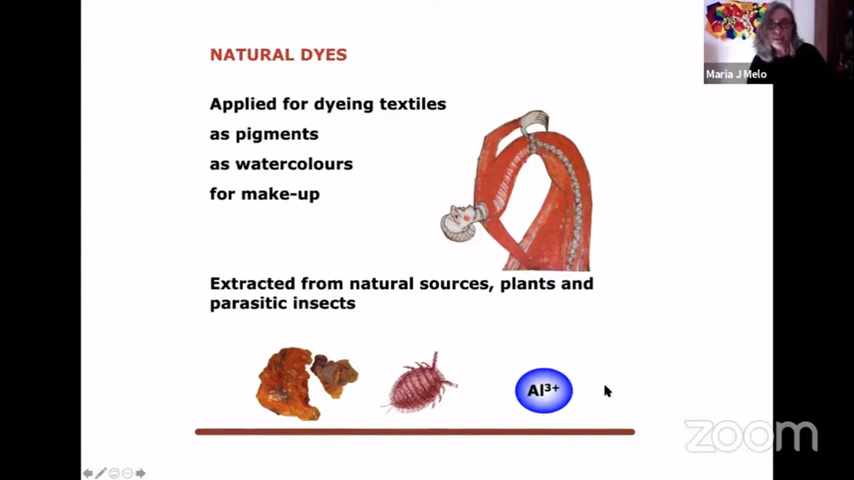 NATURAL DYES
Maria J Melo
Applied for dyeing textiles
as pigments
as watercolours
for make-up
Extracted from natural sources, plants and
parasitic insects
Al3+
zoom